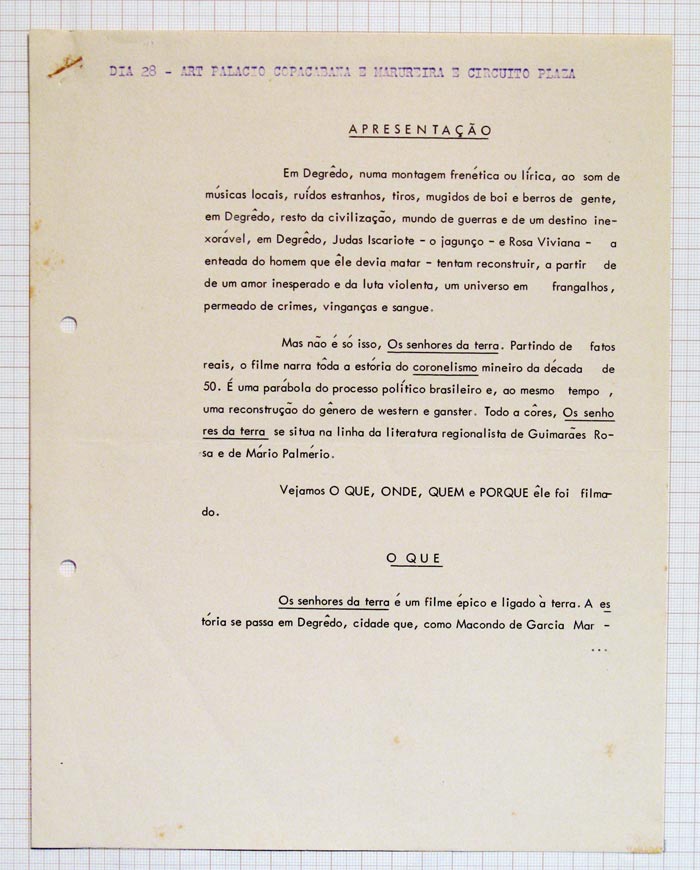 DIA 28 - ART PALACIO COPACABANA E MARUREIRA E CIRCUITO PLAZA
APRESENTAÇÃO
Em Degrêdo, numa montagem frenética ou lírica, ao som de
músicas locais, ruídos estranhos, tiros, mugidos de boi e berros de gente,
em Degrêdo, resto da civilização, mundo de guerras e de um destino ine-
xorável, em Degrêdo, Judas Iscariote - o jagunço - e Rosa Viviana - a
enteada do homem que êle devia matar - tentam reconstruir, a partir de
de um amor inesperado e da luta violenta, um universo em frangalhos,
permeado de crimes, vinganças e sangue.
Mas não é só isso, Os senhores da terra. Partindo de fatos
reais, o filme narra tôda a estória do coronelismo mineiro da década de
50. É uma parábola do processo político brasileiro e, ao mesmo tempo ,
uma reconstrução do gênero de western e ganster. Todo a côres, Os senho
res da terra se situa na linha da literatura regionalista de Guimarães Ro-
sa e de Mário Palmério.
Vejamos O QUE, ONDE, QUEM e PORQUE êle foi filma-
do.
O QUE
Os senhores da terra é um filme épico e ligado à terra. A es
tória se passa em Degrêdo, cidade que, como Macondo de Garcia Mar -
...